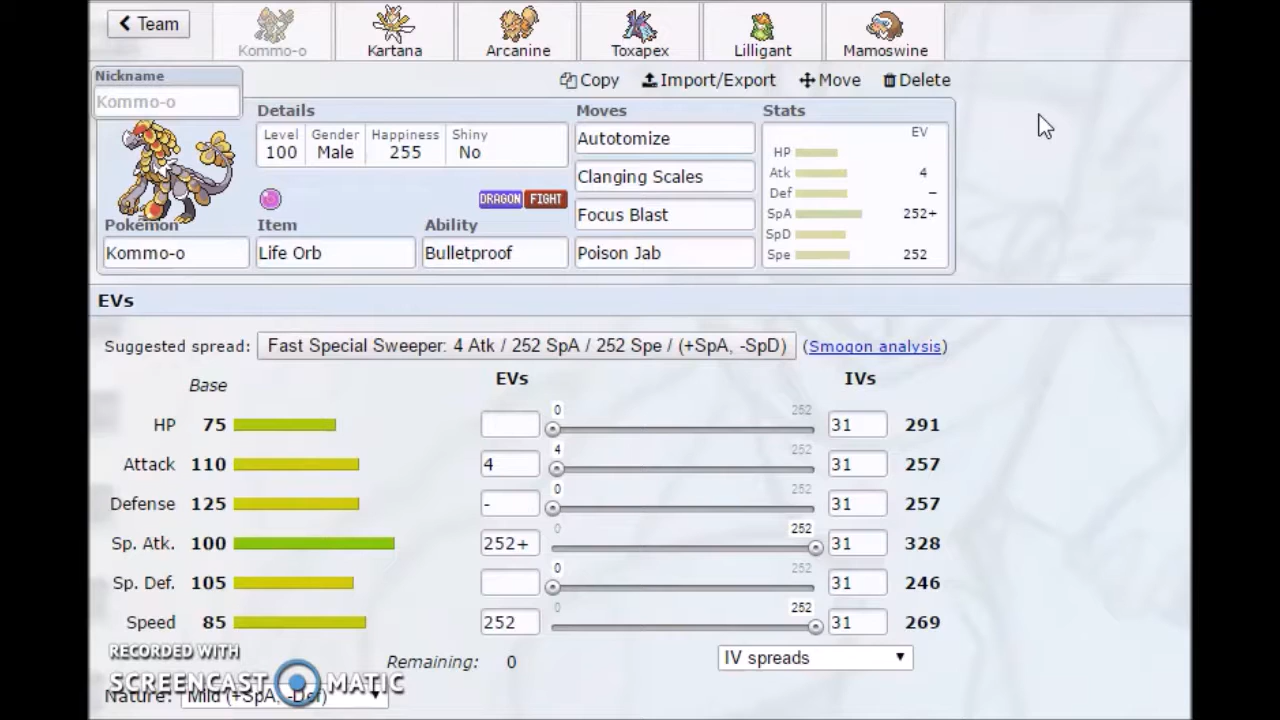 Team
Kommo-o Kartana Arcanine Toxapex Lilligant Mamoswine
Nickname
Kommo-o
Copy Import/Export Move Delete
Details Moves Stats
Level Gender Happiness Shiny
100 Male 255 No
DRAGON FIGHT
Pokémon Item Ability
Kommo-o Life Orb Bulletproof
Autotomize
Clanging Scales
Focus Blast
Poison Jab
EV
HP
Atk 4
Def –
SpA 252+
SpD
Spe 252
EVs
Suggested spread: Fast Special Sweeper: 4 Atk / 252 SpA / 252 Spe / (+SpA, -SpD) (Smogon analysis)
Base EVs IVs
HP 75 0 252 31 291
Attack 110 4 4 252 31 257
Defense 125 - 0 252 31 257
Sp. Atk. 100 252+ 0 252 31 328
Sp. Def. 105 0 252 31 246
Speed 85 252 0 252 31 269
Remaining: 0 IV spreads
RECORDED WITH
SCREENCAST MATIC
Nature: Mild (+SpA, -Def)